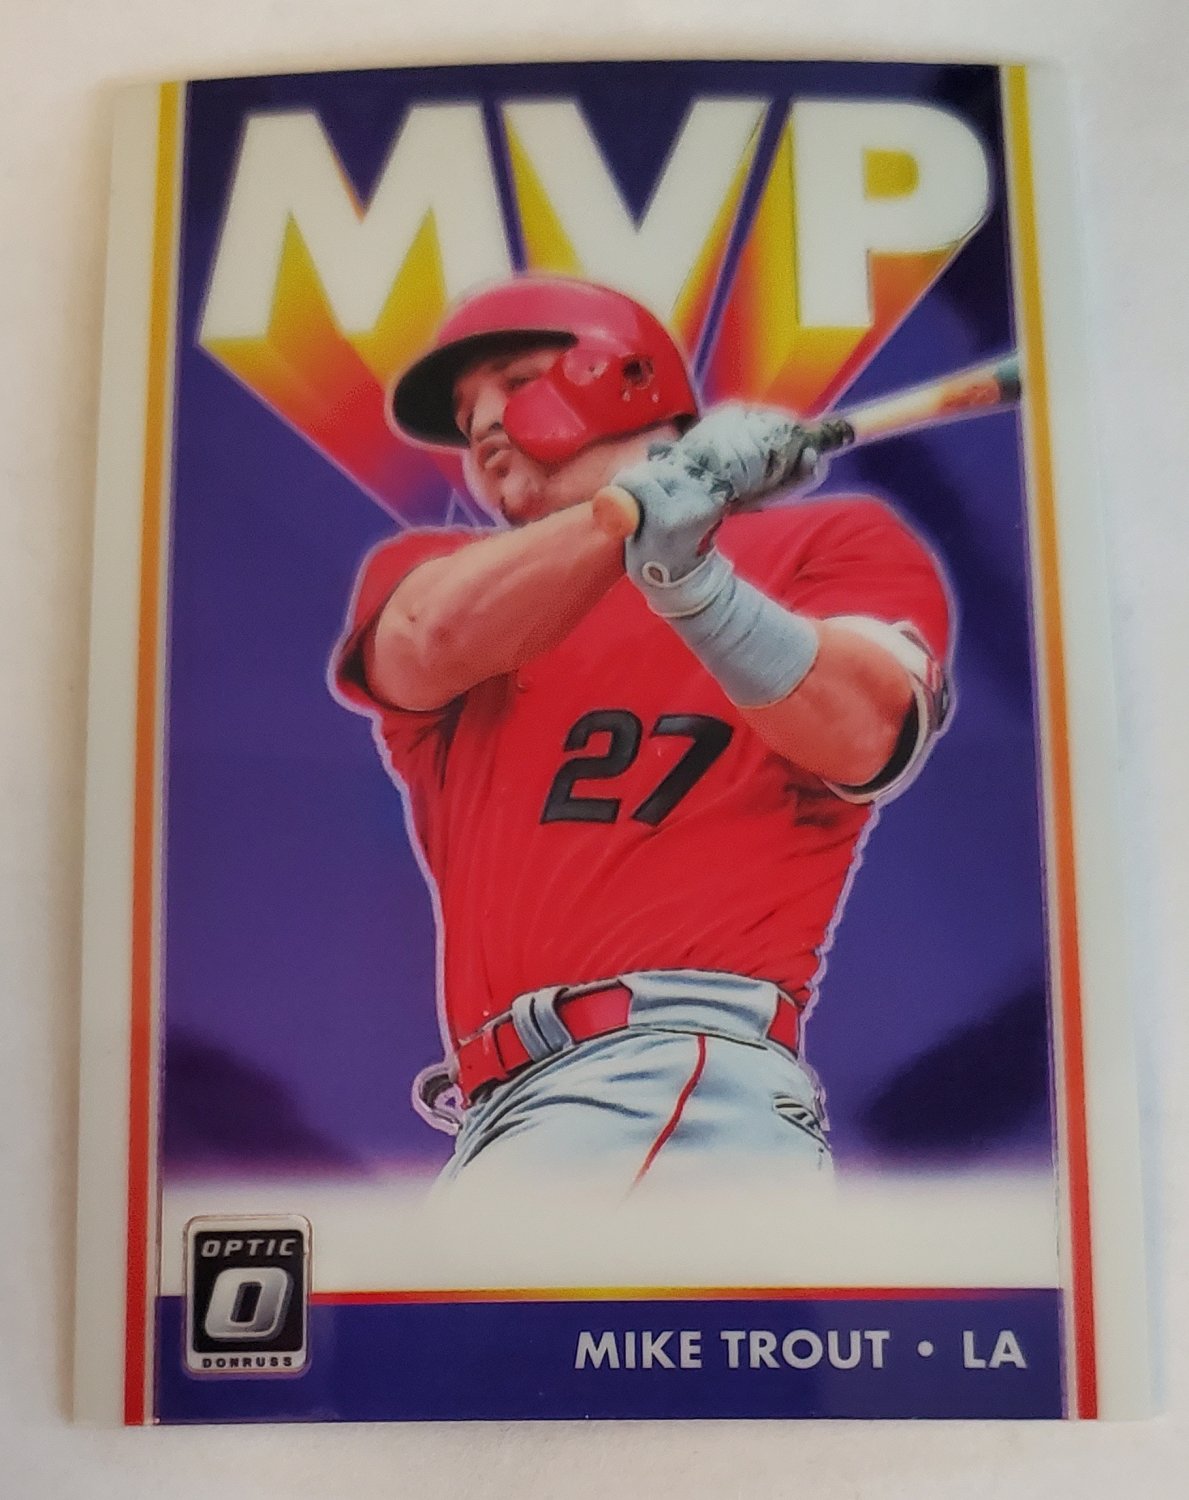 MVP
27
OPTIC
O
DONRUSS
MIKE TROUT • LA